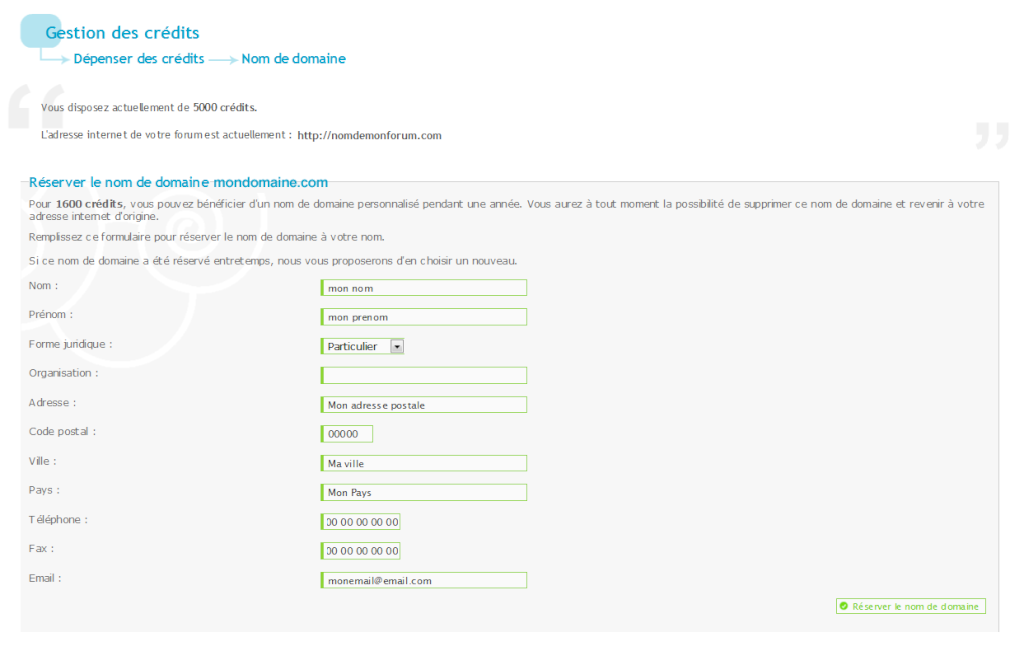 Gestion des crédits
Dépenser des crédits Nom de domaine
Vous disposez actuellement de 5000 crédits.
L'adresse internet de votre forum est actuellement : http://nomdemonforum.com
Réserver le nom de domaine mondomaine.com
Pour 1600 crédits, vous pouvez bénéficier d'un nom de domaine personnalisé pendant une année. Vous aurez à tout moment la possibilité de supprimer ce nom de domaine et revenir à votre
adresse internet d'origine.
Remplissez ce formulaire pour réserver le nom de domaine à votre nom.
Si ce nom de domaine a été réservé entretemps, nous vous proposerons d'en choisir un nouveau.
Nom : mon nom
Prénom : mon prenom
Forme juridique : Particulier
Organisation :
Adresse : Mon adresse postale
Code postal : 00000
Ville : Ma ville
Pays : Mon Pays
Téléphone : 00 00 00 00 00
Fax : 00 00 00 00 00
Email : monemail@email.com
Réserver le nom de domaine